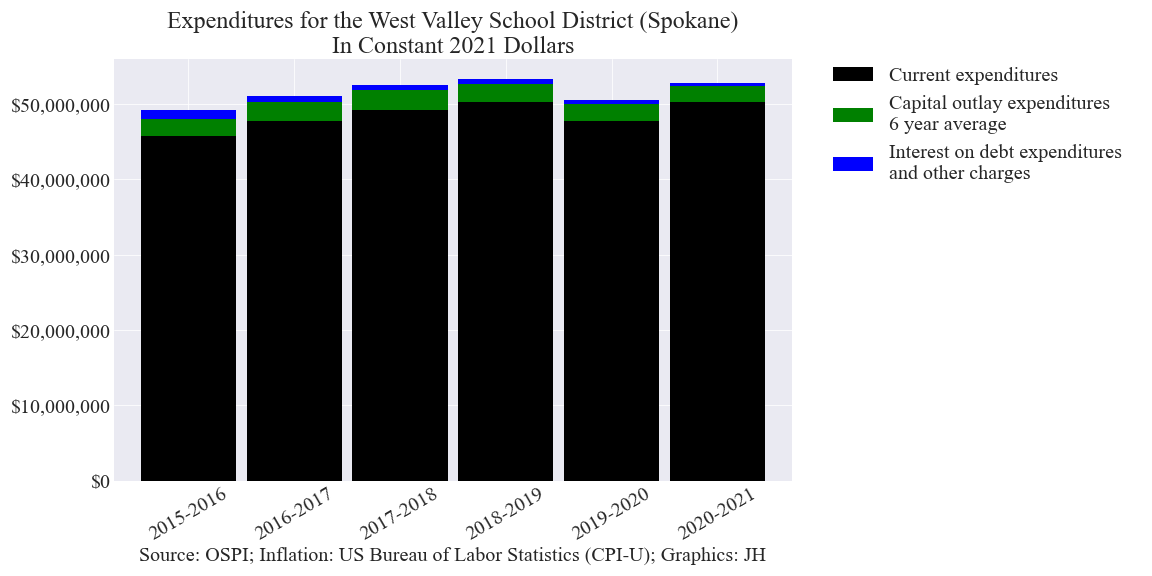 Expenditures for the West Valley School District (Spokane)
In Constant 2021 Dollars
$50,000,000
$40,000,000
$30,000,000
$20,000,000
$10,000,000
$0
2015-2016
2016-2017
2017-2018
2018-2019
2019-2020
2020-2021
Source: OSPI; Inflation: US Bureau of Labor Statistics (CPI-U); Graphics: JH
Current expenditures
Capital outlay expenditures
6 year average
Interest on debt expenditures
and other charges